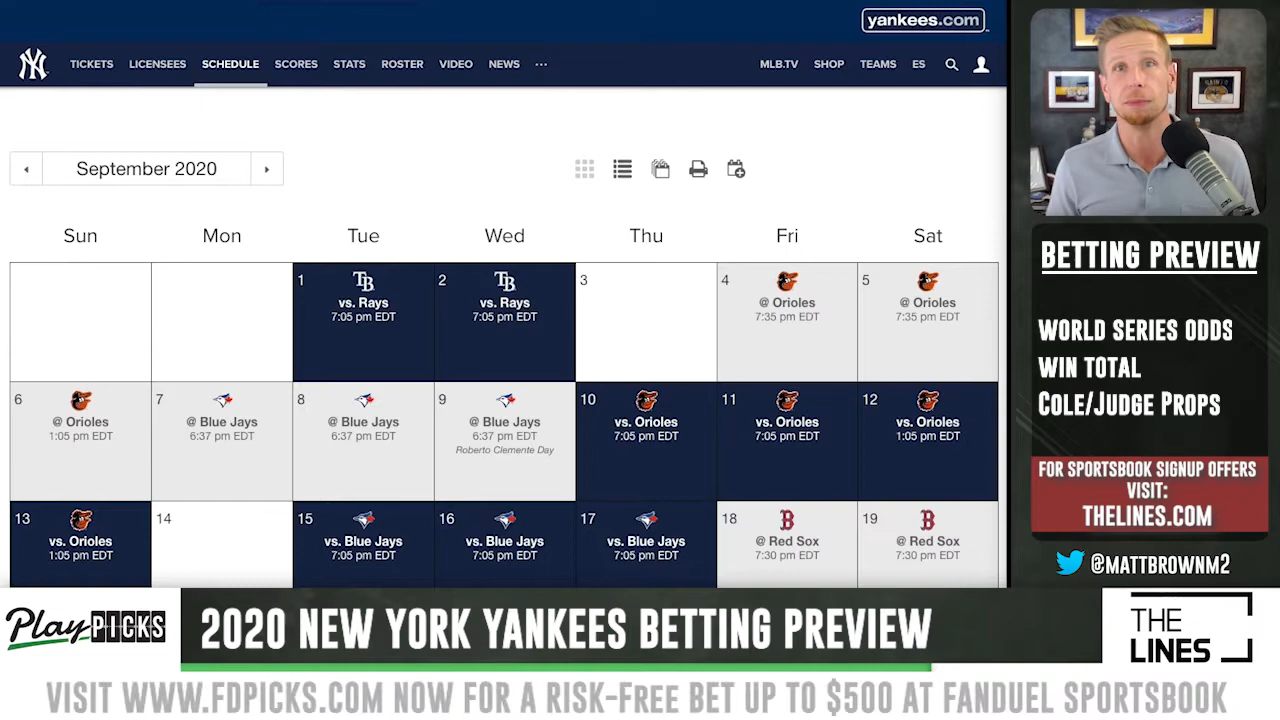 yankees.com
NY
TICKETS LICENSEES SCHEDULE SCORES STATS ROSTER VIDEO NEWS ... MLB.TV SHOP TEAMS ES
September 2020
Sun Mon Tue Wed Thu Fri Sat
1 TB
vs. Rays
7:05 pm EDT
2 TB
vs. Rays
7:05 pm EDT
3
4
@ Orioles
7:35 pm EDT
5
@ Orioles
7:35 pm EDT
6
@ Orioles
1:05 pm EDT
7
@ Blue Jays
6:37 pm EDT
8
@ Blue Jays
6:37 pm EDT
9
@ Blue Jays
6:37 pm EDT
Roberto Clemente Day
10
vs. Orioles
7:05 pm EDT
11
vs. Orioles
7:05 pm EDT
12
vs. Orioles
1:05 pm EDT
13
vs. Orioles
1:05 pm EDT
14
15
vs. Blue Jays
7:05 pm EDT
16
vs. Blue Jays
7:05 pm EDT
17
vs. Blue Jays
7:05 pm EDT
18 B
@ Red Sox
7:30 pm EDT
19 B
@ Red Sox
7:30 pm EDT
SAINTS
BETTING PREVIEW
WORLD SERIES ODDS
WIN TOTAL
COLE/JUDGE PROPS
FOR SPORTSBOOK SIGNUP OFFERS
VISIT:
THELINES.COM
@MATTBROWNM2
Play PICKS
2020 NEW YORK YANKEES BETTING PREVIEW
THE
LINES
VISIT WWW.FDPICKS.COM NOW FOR A RISK-FREE BET UP TO $500 AT FANDUEL SPORTSBOOK